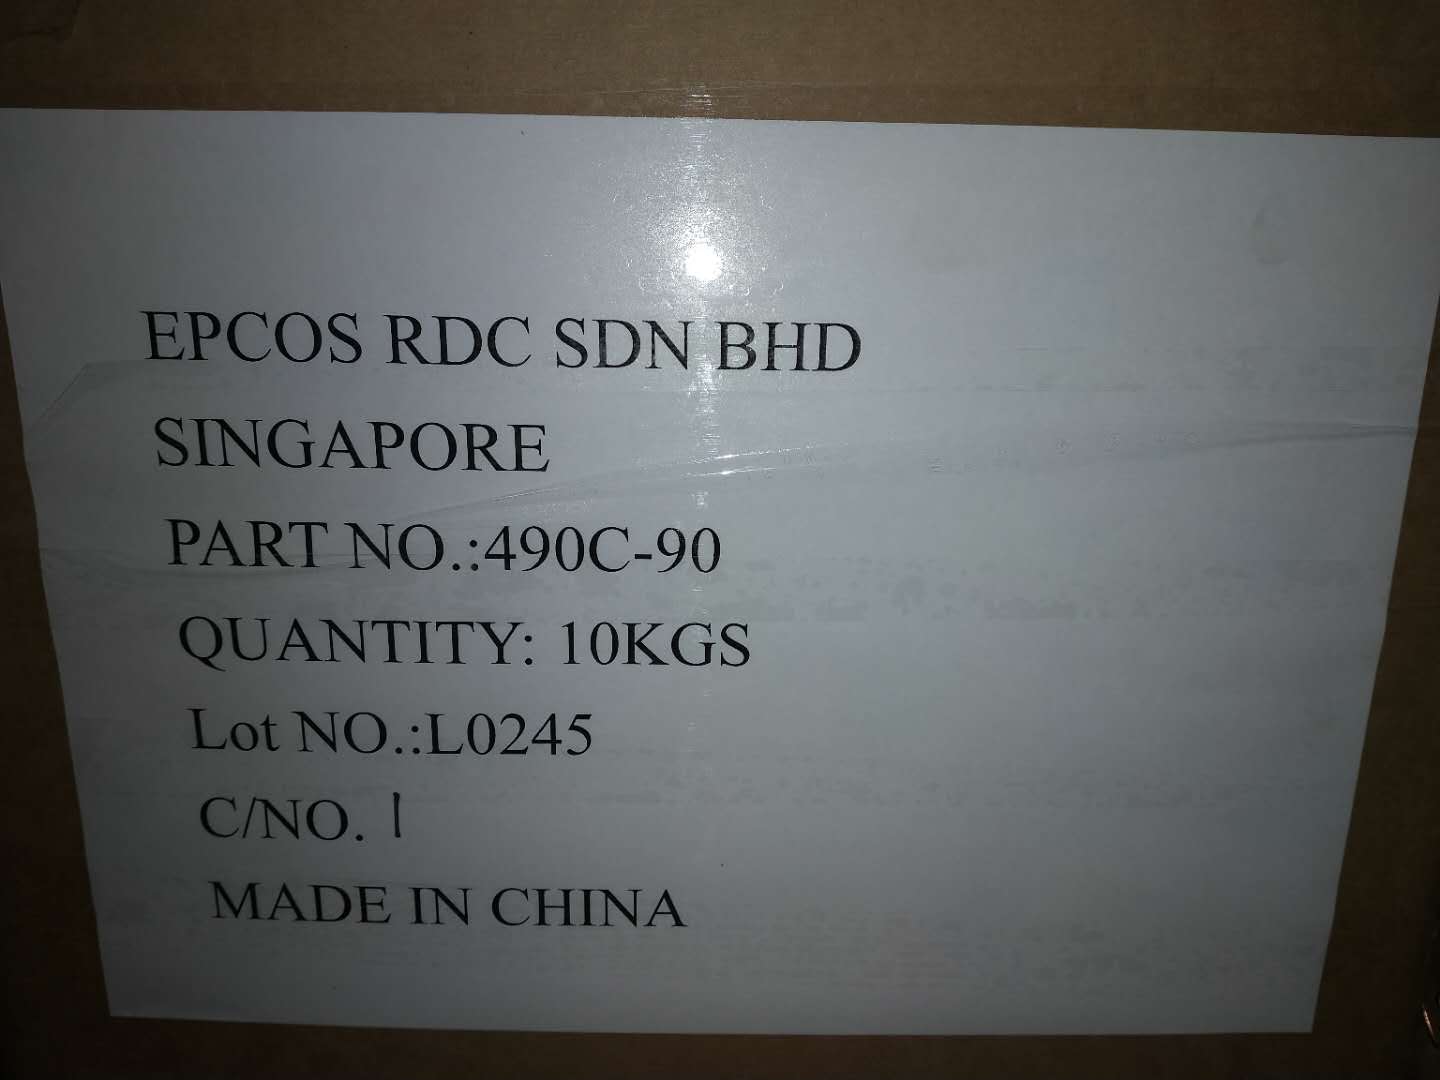 EPCOS RDC SDN BHD
SINGAPORE
PART NO.:490C-90
QUANTITY: 10KGS
Lot NO.:L0245
C/NO. 1
MADE IN CHINA